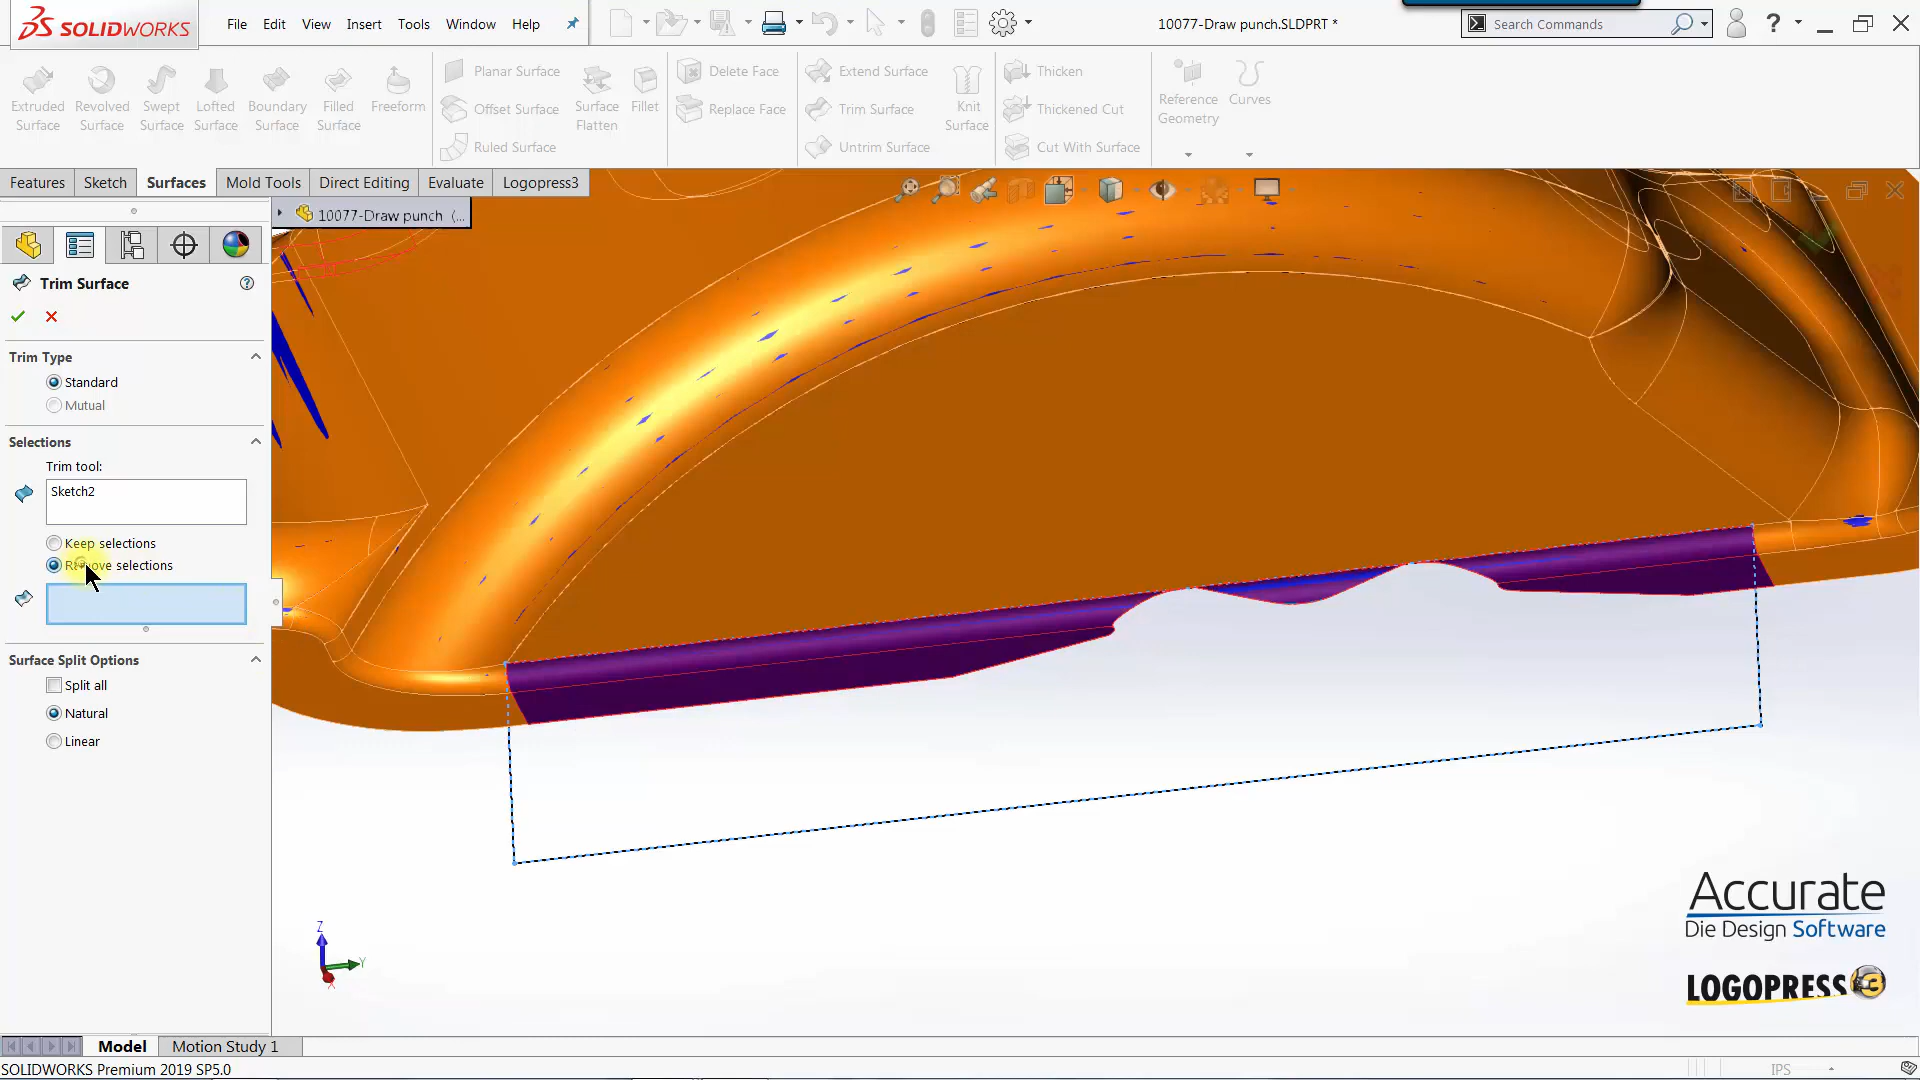 SOLIDWORKS
File Edit View Insert Tools Window Help
10077-Draw punch.SLDPRT *
Search Commands
?
Extruded Surface
Revolved Surface
Swept Surface
Lofted Surface
Boundary Surface
Filled Surface
Freeform
Planar Surface
Offset Surface
Ruled Surface
Surface Flatten
Fillet
Delete Face
Replace Face
Extend Surface
Trim Surface
Untrim Surface
Knit Surface
Thicken
Thickened Cut
Cut With Surface
Reference Geometry
Curves
Features Sketch Surfaces Mold Tools Direct Editing Evaluate Logopress3
10077-Draw punch (...
Trim Surface
?
Trim Type
Standard
Mutual
Selections
Trim tool:
Sketch2
Keep selections
Remove selections
Surface Split Options
Split all
Natural
Linear
Z
Y
X
Accurate
Die Design Software
LOGOPRESS3
Model Motion Study 1
SOLIDWORKS Premium 2019 SP5.0
IPS